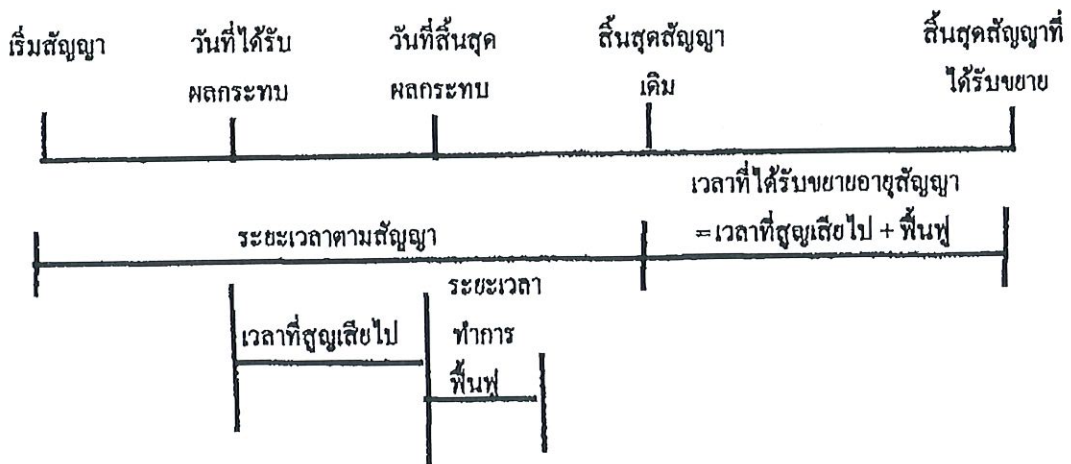 เริ่มสัญญา
วันที่ได้รับ
ผลกระทบ
วันที่สิ้นสุด
ผลกระทบ
สิ้นสุดสัญญา
เดิม
สิ้นสุดสัญญาที่
ได้รับขยาย
เวลาที่ได้รับขยายอายุสัญญา
=เวลาที่สูญเสียไป + ฟื้นฟู
ระยะเวลาตามสัญญา
เวลาที่สูญเสียไป
ระยะเวลา
ทำการ
ฟื้นฟู